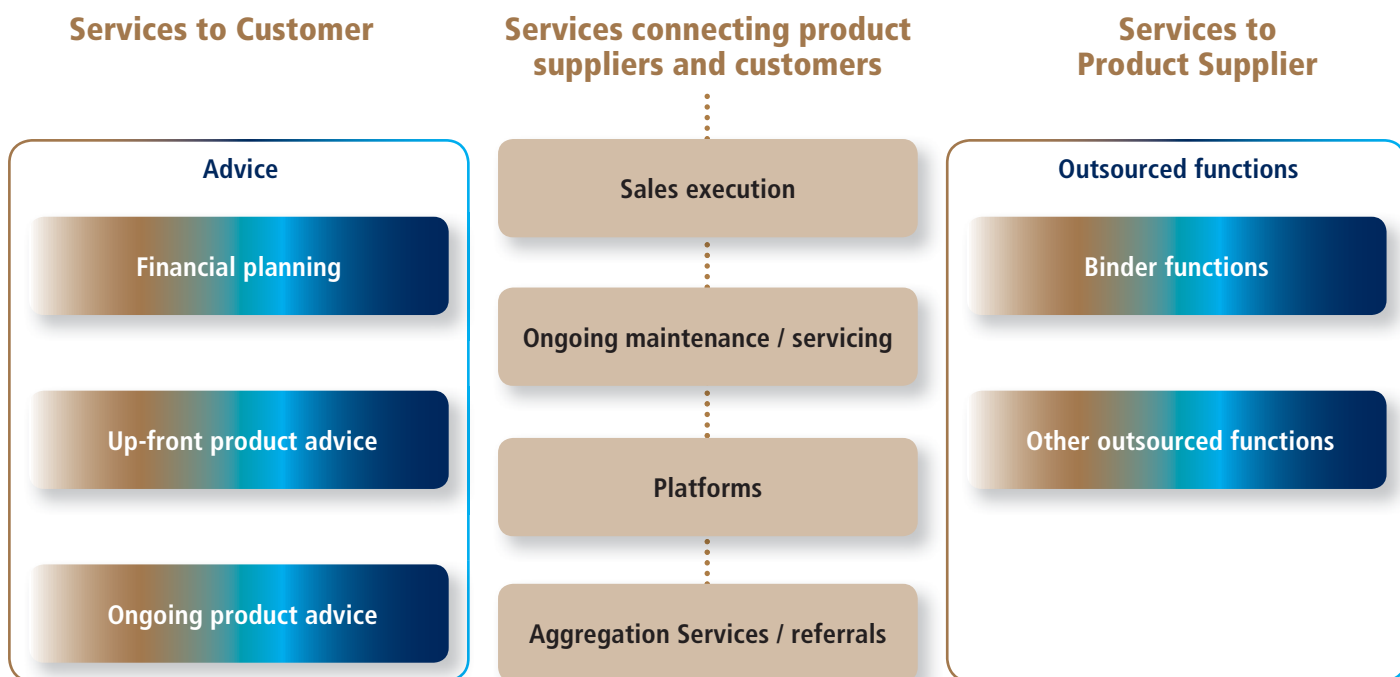 Services to Customer
Advice
Financial planning
Up-front product advice
Ongoing product advice
Services connecting product
suppliers and customers
Sales execution
Ongoing maintenance / servicing
Platforms
Aggregation Services / referrals
Services to
Product Supplier
Outsourced functions
Binder functions
Other outsourced functions